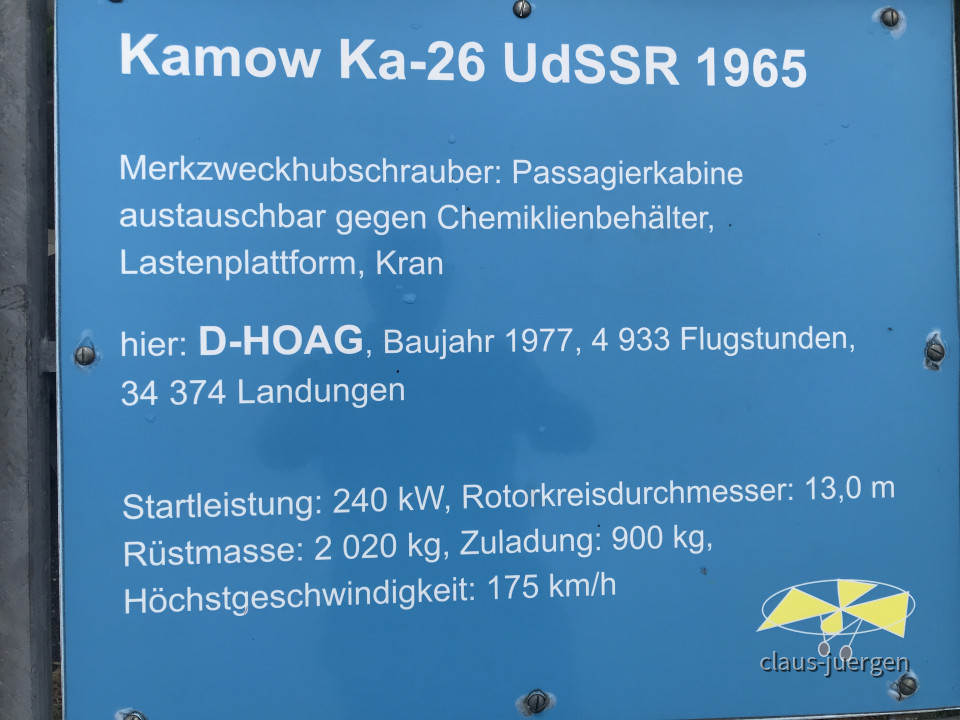 Kamow Ka-26 UdSSR 1965
Merkzweckhubschrauber: Passagierkabine
austauschbar gegen Chemiklienbehälter,
Lastenplattform, Kran
hier: D-HOAG, Baujahr 1977, 4 933 Flugstunden,
34 374 Landungen
Startleistung: 240 kW, Rotorkreisdurchmesser: 13,0 m
Rüstmasse: 2 020 kg, Zuladung: 900 kg,
Höchstgeschwindigkeit: 175 km/h
claus-juergen